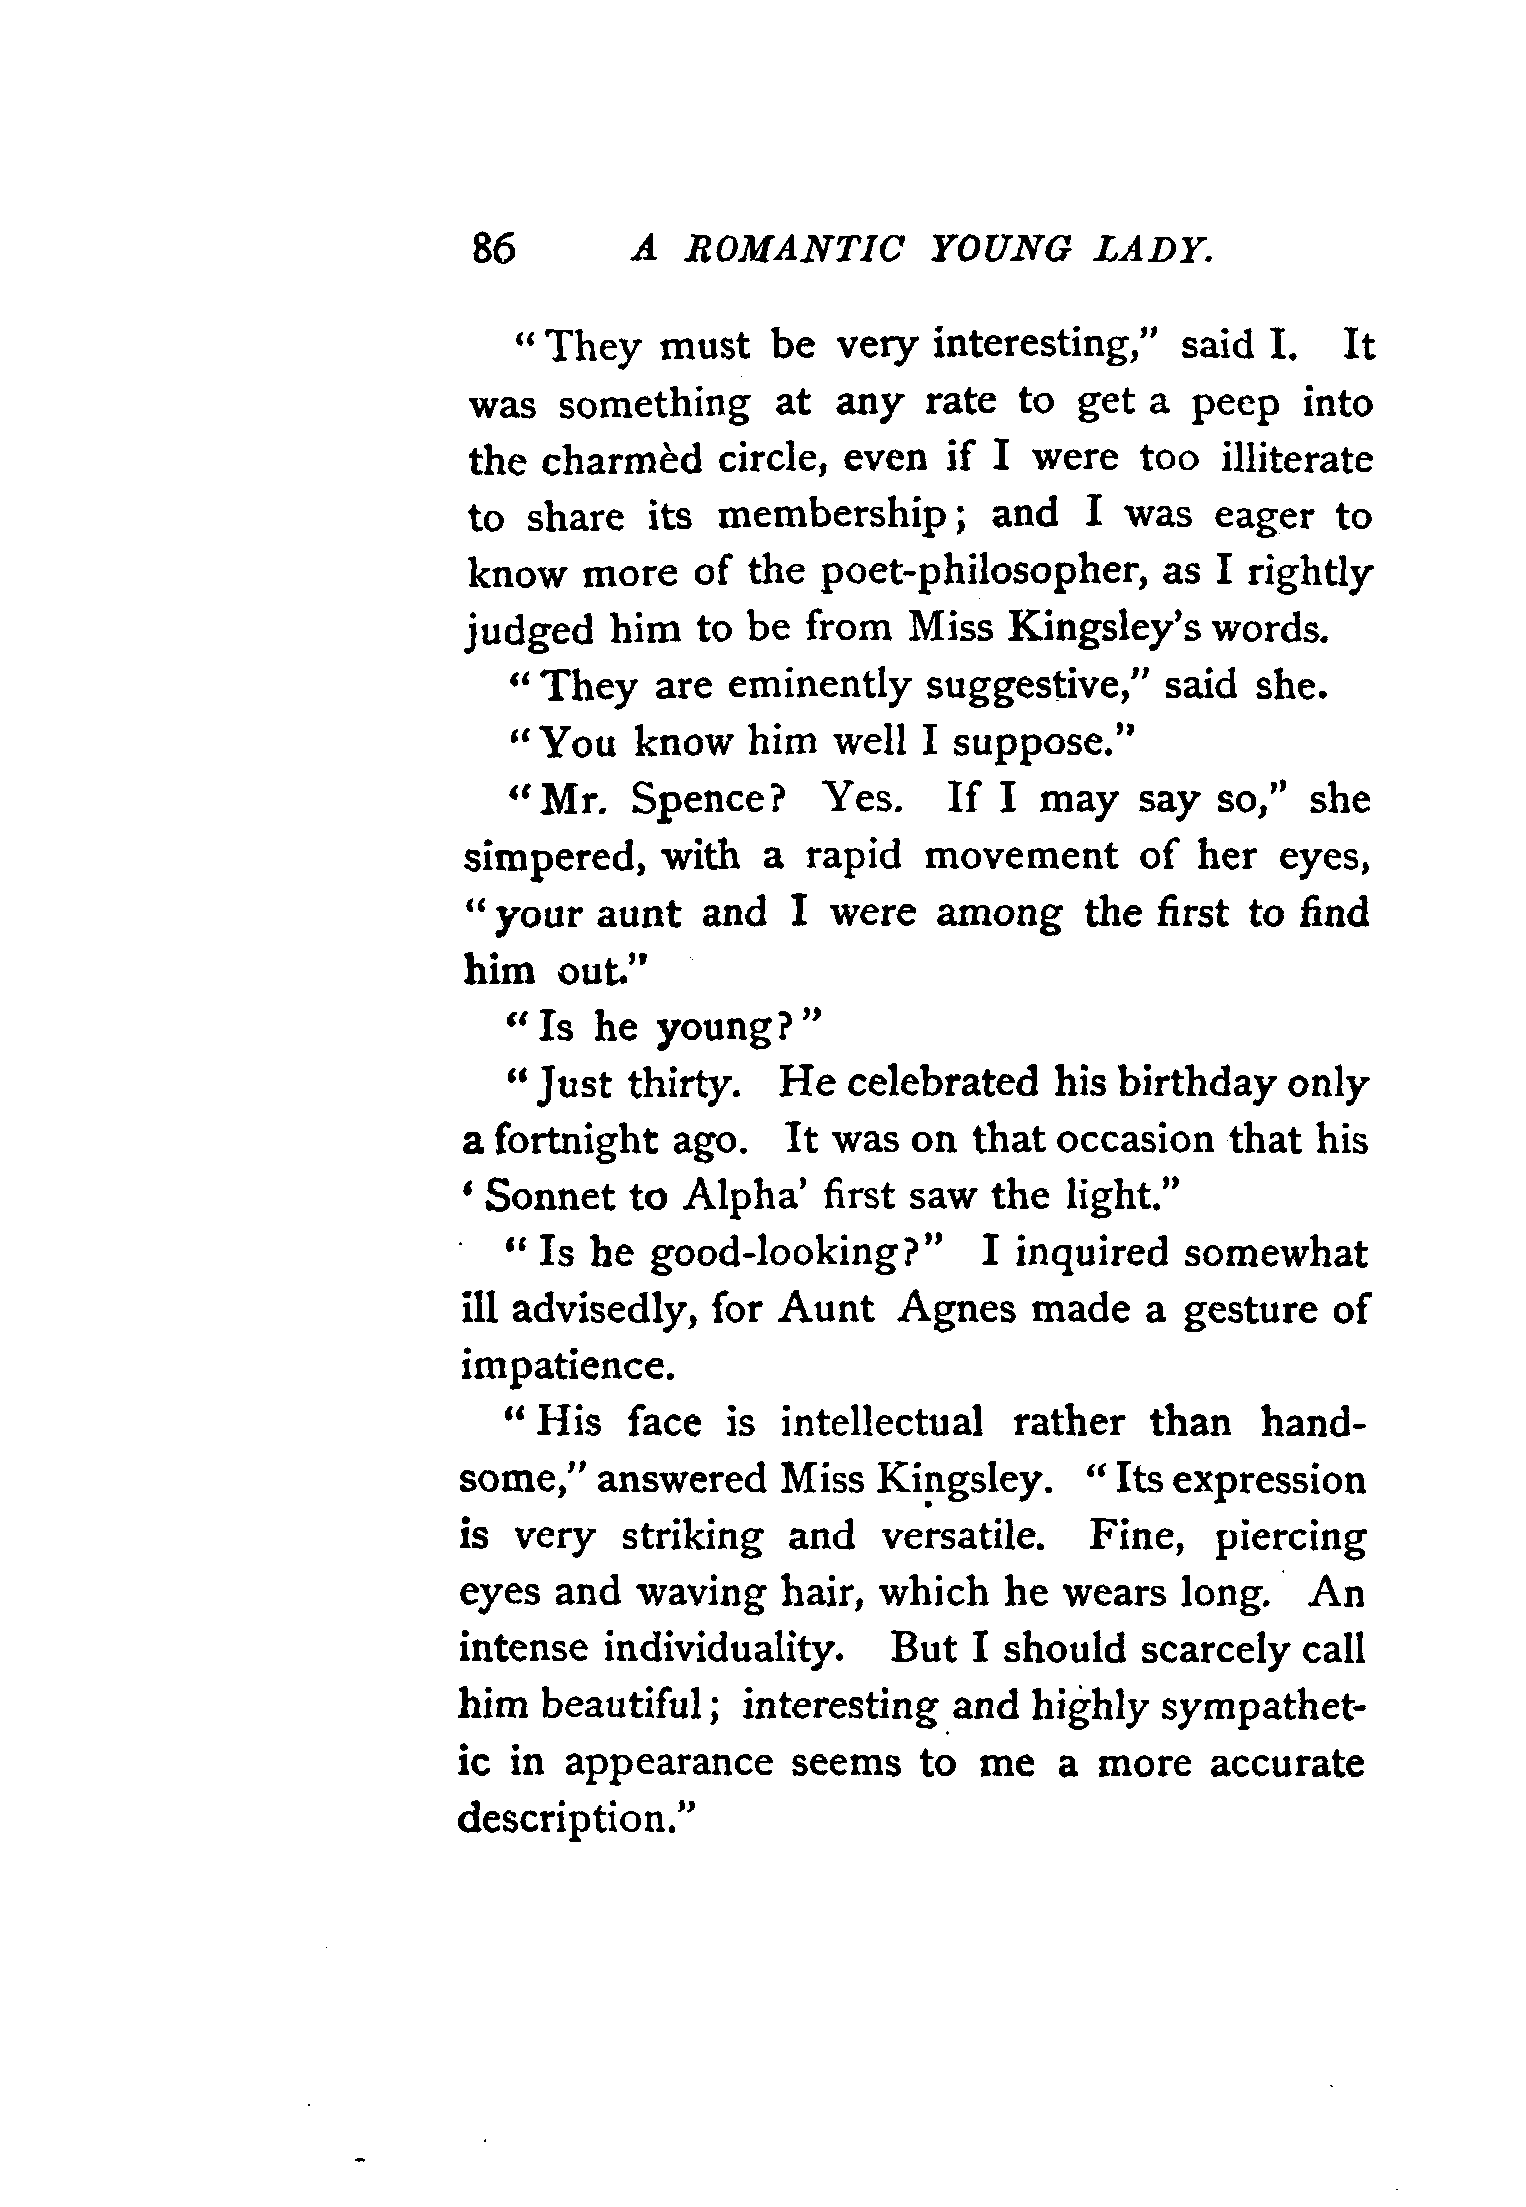 86 A ROMANTIC YOUNG LADY.
"They must be very interesting," said I. It
was something at any rate to get a peep into
the charmèd circle, even if I were too illiterate
to share its membership; and I was eager to
know more of the poet-philosopher, as I rightly
judged him to be from Miss Kingsley's words.
"They are eminently suggestive," said she.
"You know him well I suppose."
"Mr. Spence? Yes. If I may say so," she
simpered, with a rapid movement of her eyes,
"your aunt and I were among the first to find
him out."
"Is he young?"
"Just thirty. He celebrated his birthday only
a fortnight ago. It was on that occasion that his
'Sonnet to Alpha' first saw the light."
"Is he good-looking?" I inquired somewhat
ill advisedly, for Aunt Agnes made a gesture of
impatience.
"His face is intellectual rather than hand-
some," answered Miss Kingsley. "Its expression
is very striking and versatile. Fine, piercing
eyes and waving hair, which he wears long. An
intense individuality. But I should scarcely call
him beautiful; interesting and highly sympathet-
ic in appearance seems to me a more accurate
description."